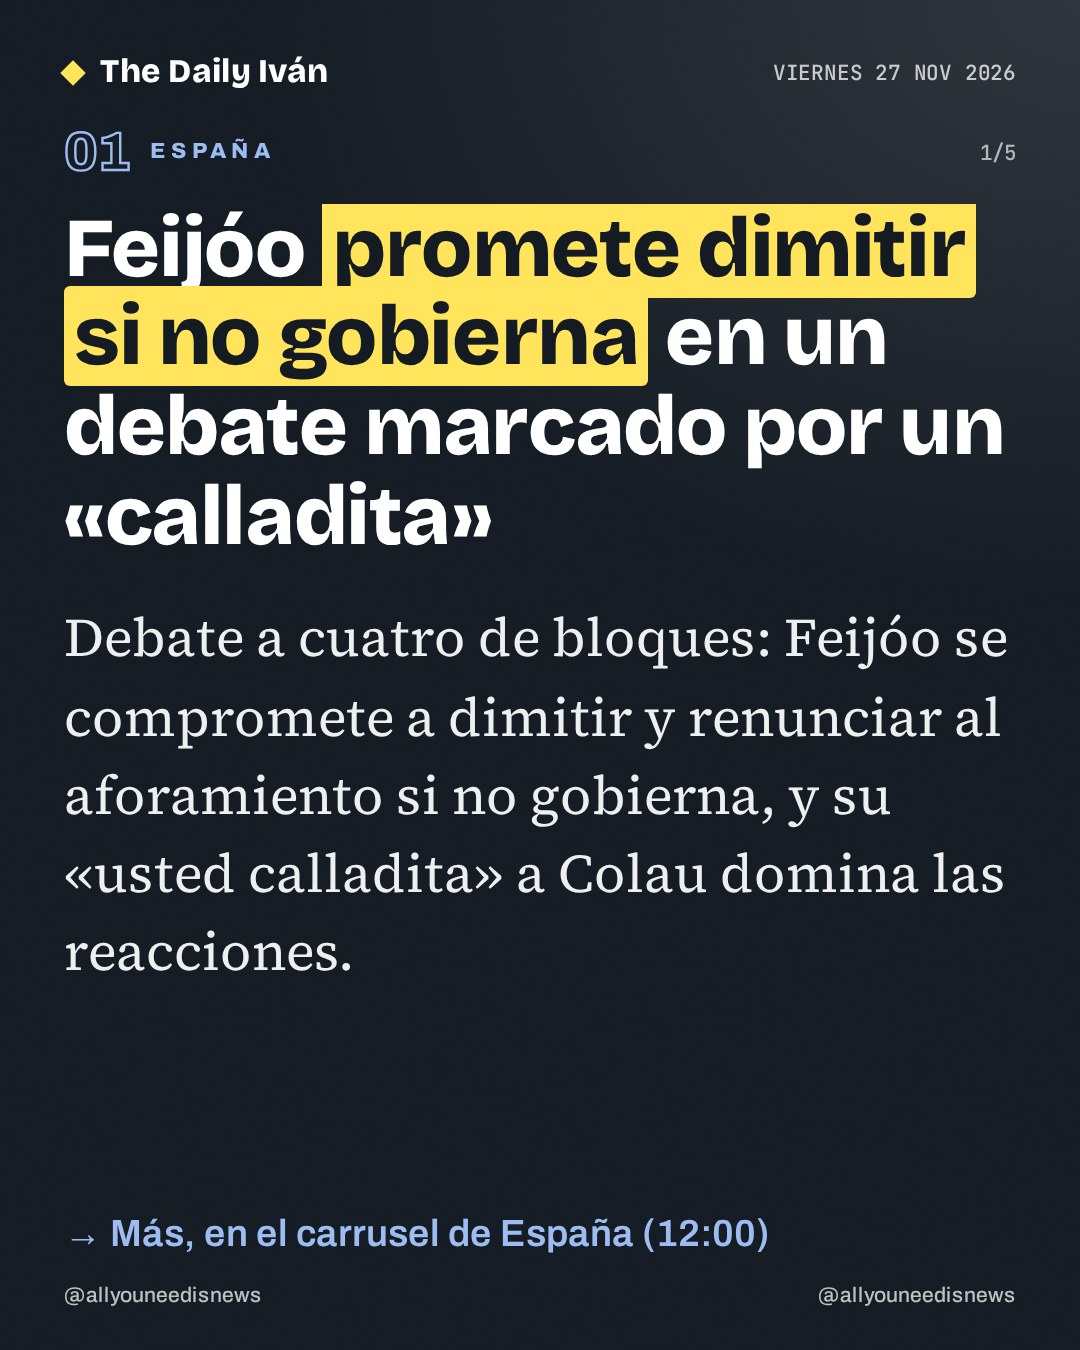 The Daily Iván
VIERNES 27 NOV 2026
01 ESPAÑA
1/5
Feijóo promete dimitir
si no gobierna en un
debate marcado por un
«calladita»
Debate a cuatro de bloques: Feijóo se
compromete a dimitir y renunciar al
aforamiento si no gobierna, y su
«usted calladita» a Colau domina las
reacciones.
→ Más, en el carrusel de España (12:00)
@allyouneedisnews
@allyouneedisnews